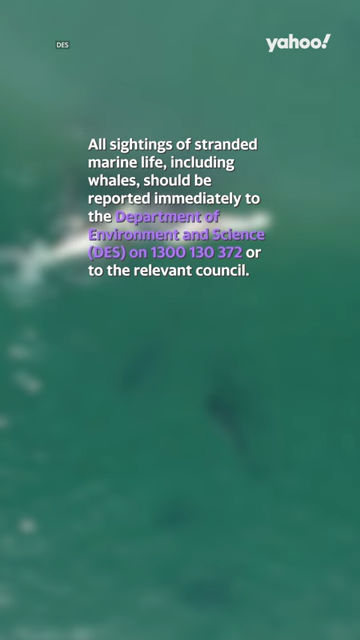 DES
yahoo!
All sightings of stranded
marine life, including
whales, should be
reported immediately to
the Department of
Environment and Science
(DES) on 1300 130 372 or
to the relevant council.